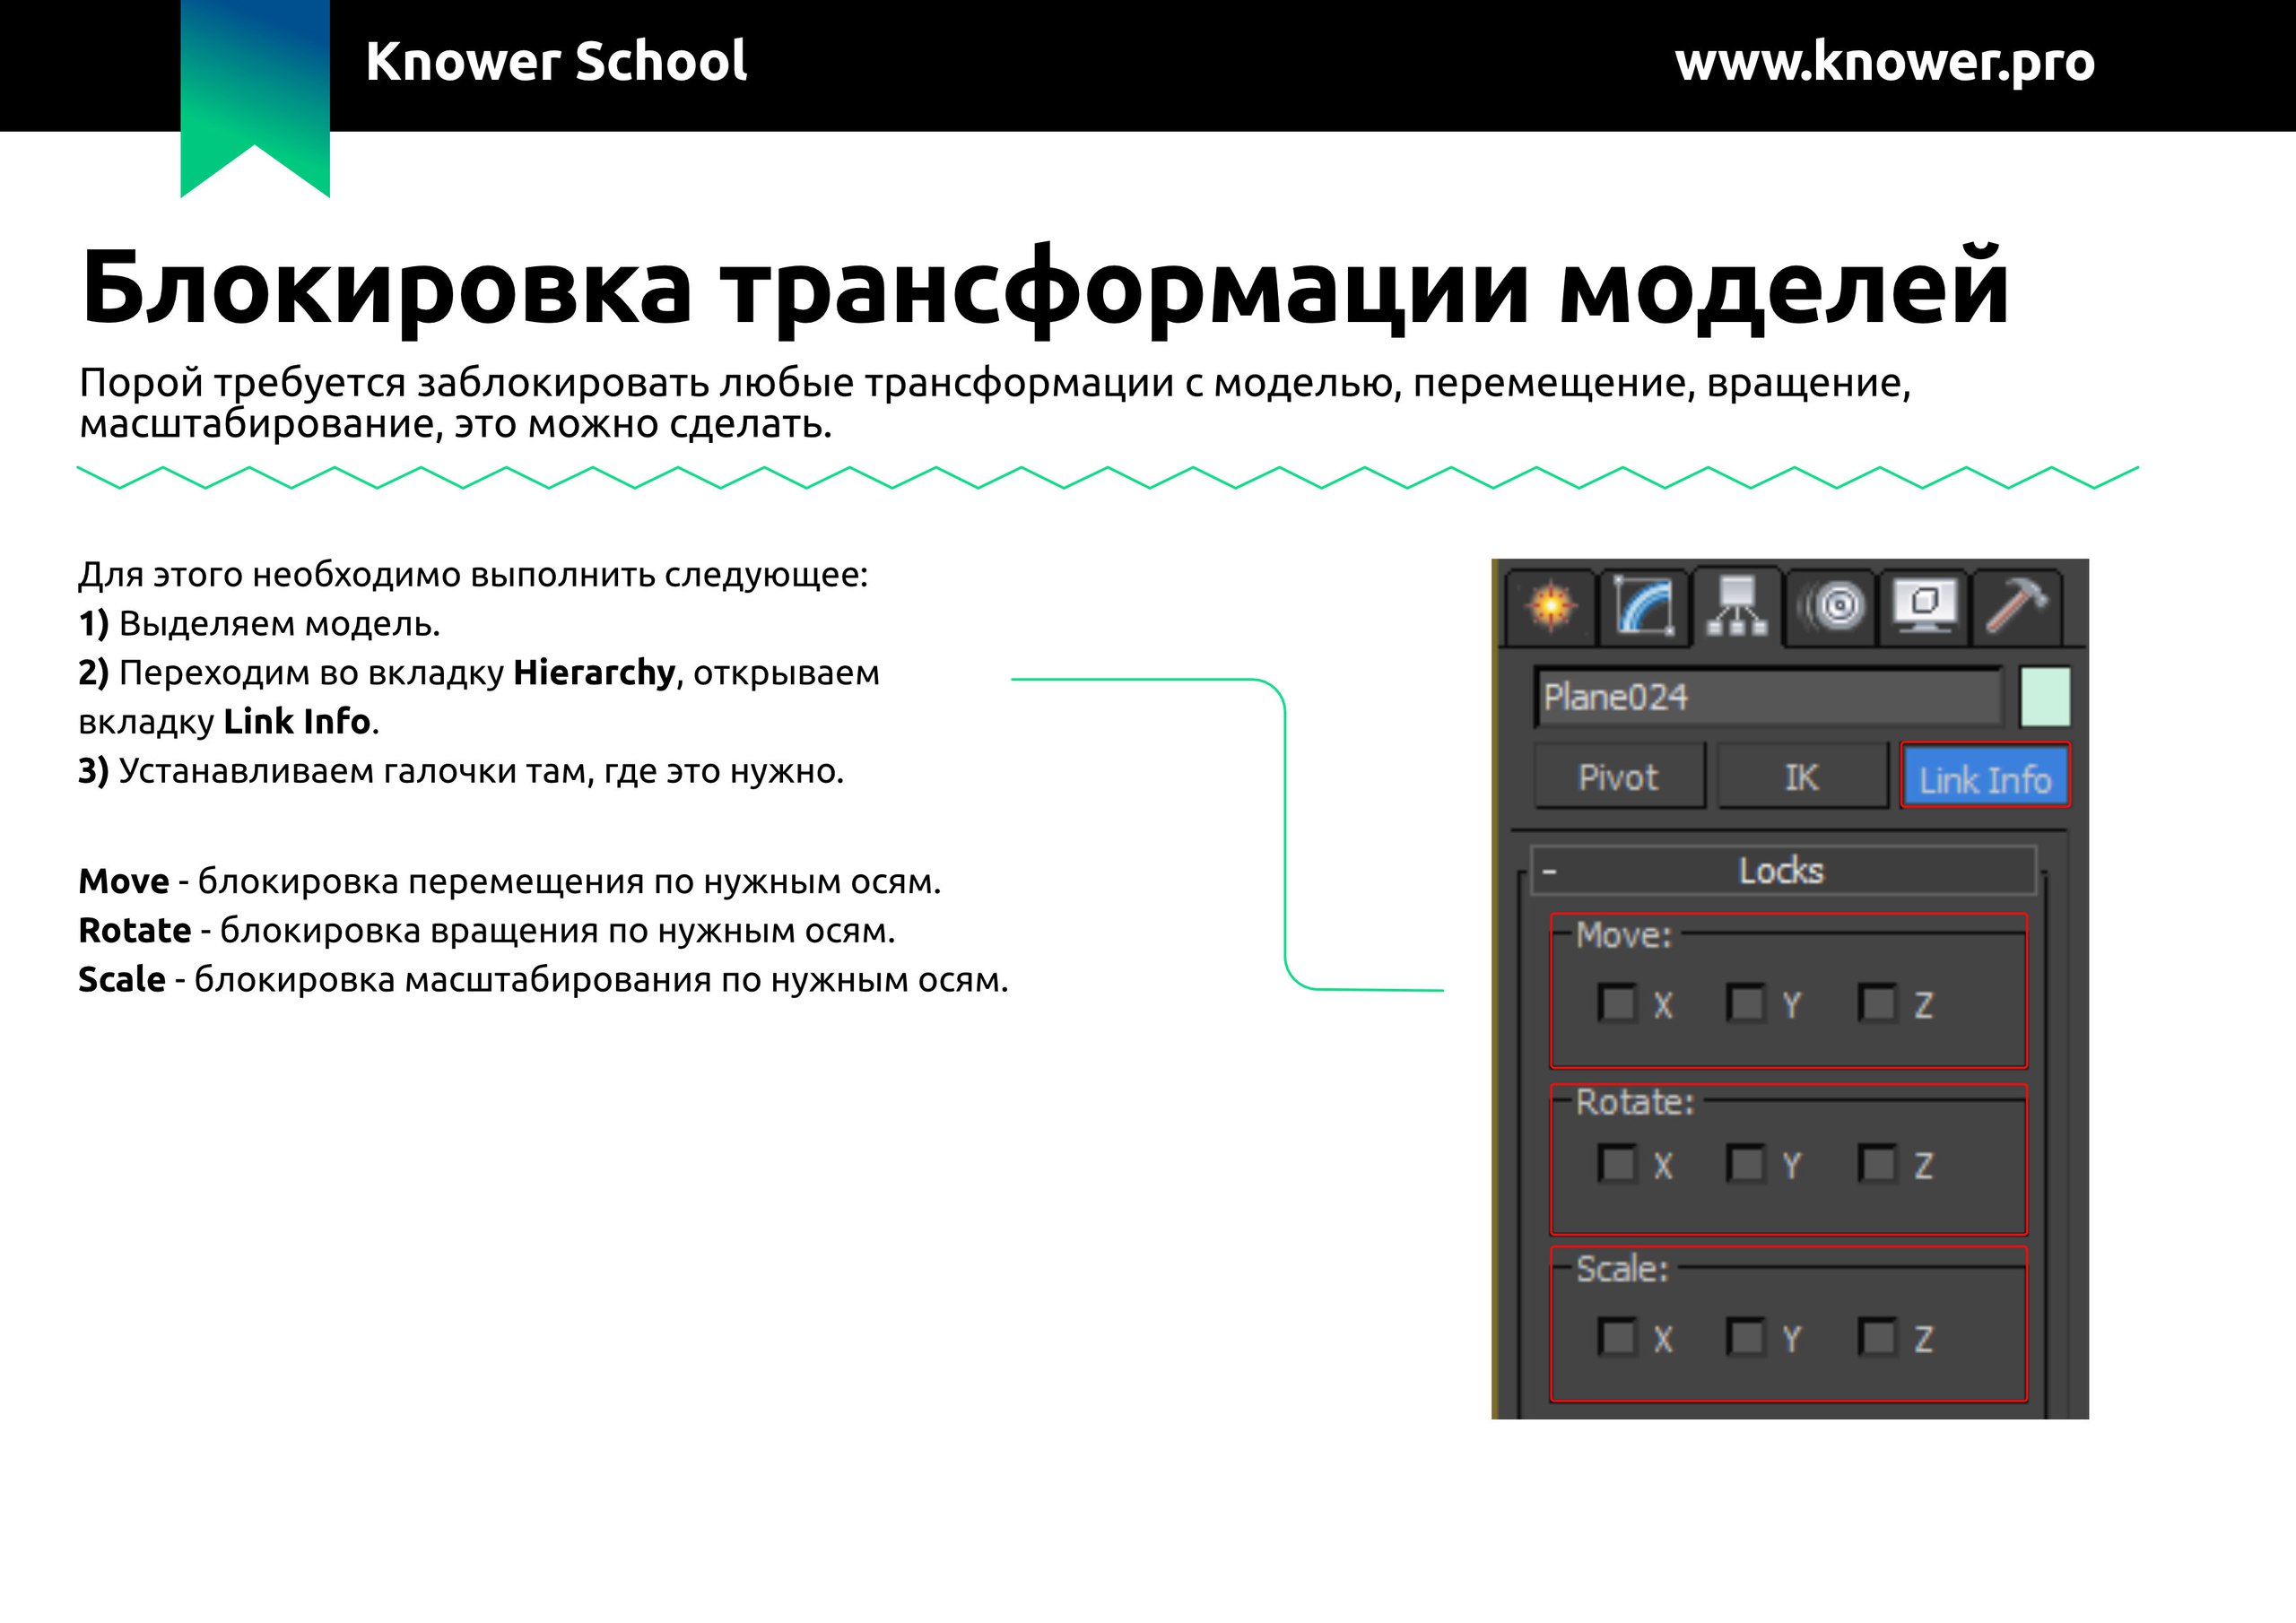 Knower School
www.knower.pro
Блокировка трансформации моделей
Порой требуется заблокировать любые трансформации с моделью, перемещение, вращение,
масштабирование, это можно сделать.
Для этого необходимо выполнить следующее:
1) Выделяем модель.
2) Переходим во вкладку Hierarchy, открываем
вкладку Link Info.
3) Устанавливаем галочки там, где это нужно.
Move - блокировка перемещения по нужным осям.
Rotate - блокировка вращения по нужным осям.
Scale - блокировка масштабирования по нужным осям.
Plane024
Pivot IK Link Info
- Locks
Move:
X Y Z
Rotate:
X Y Z
Scale:
X Y Z